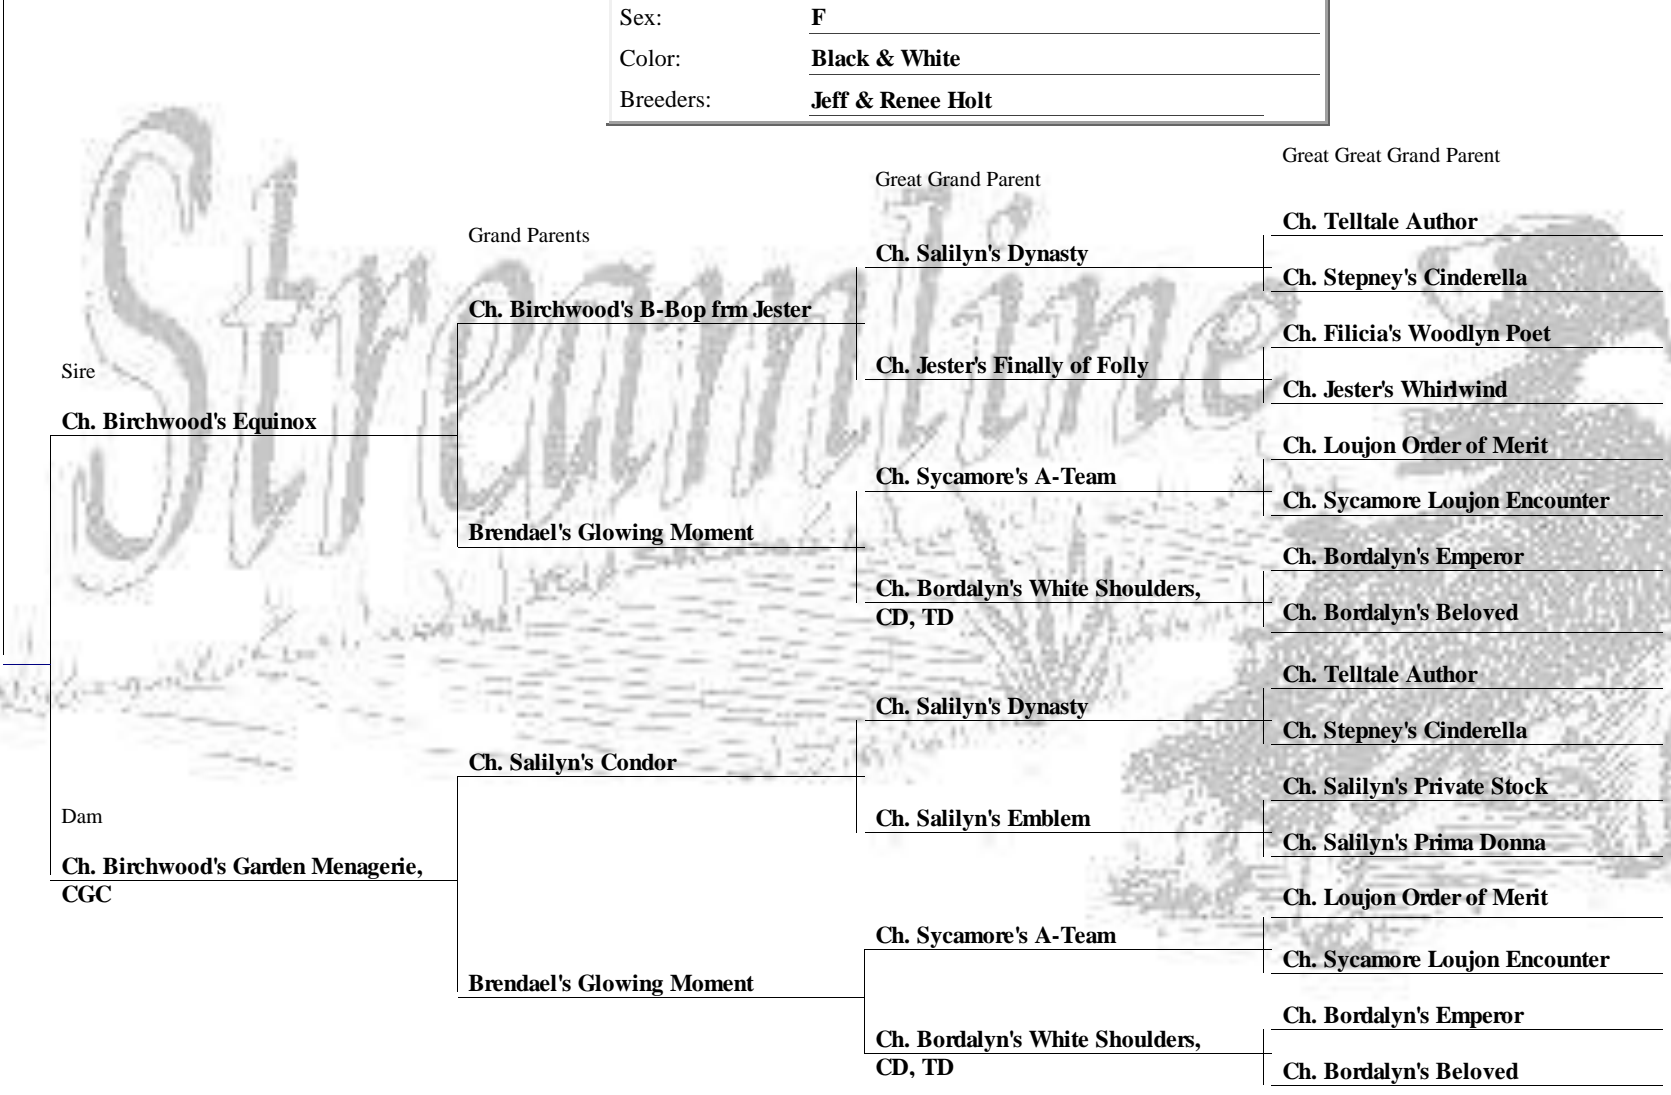 Sex: F
Color: Black & White
Breeders: Jeff & Renee Holt
Streamline
Great Great Grand Parent
Great Grand Parent
Ch. Telltale Author
Grand Parents
Ch. Salilyn's Dynasty
Ch. Stepney's Cinderella
Ch. Birchwood's B-Bop frm Jester
Ch. Filicia's Woodlyn Poet
Sire
Ch. Jester's Finally of Folly
Ch. Jester's Whirlwind
Ch. Birchwood's Equinox
Ch. Loujon Order of Merit
Ch. Sycamore's A-Team
Ch. Sycamore Loujon Encounter
Brendael's Glowing Moment
Ch. Bordalyn's Emperor
Ch. Bordalyn's White Shoulders,
CD, TD
Ch. Bordalyn's Beloved
Ch. Telltale Author
Ch. Salilyn's Dynasty
Ch. Stepney's Cinderella
Ch. Salilyn's Condor
Ch. Salilyn's Private Stock
Dam
Ch. Salilyn's Emblem
Ch. Salilyn's Prima Donna
Ch. Birchwood's Garden Menagerie,
CGC
Ch. Loujon Order of Merit
Ch. Sycamore's A-Team
Ch. Sycamore Loujon Encounter
Brendael's Glowing Moment
Ch. Bordalyn's Emperor
Ch. Bordalyn's White Shoulders,
CD, TD
Ch. Bordalyn's Beloved